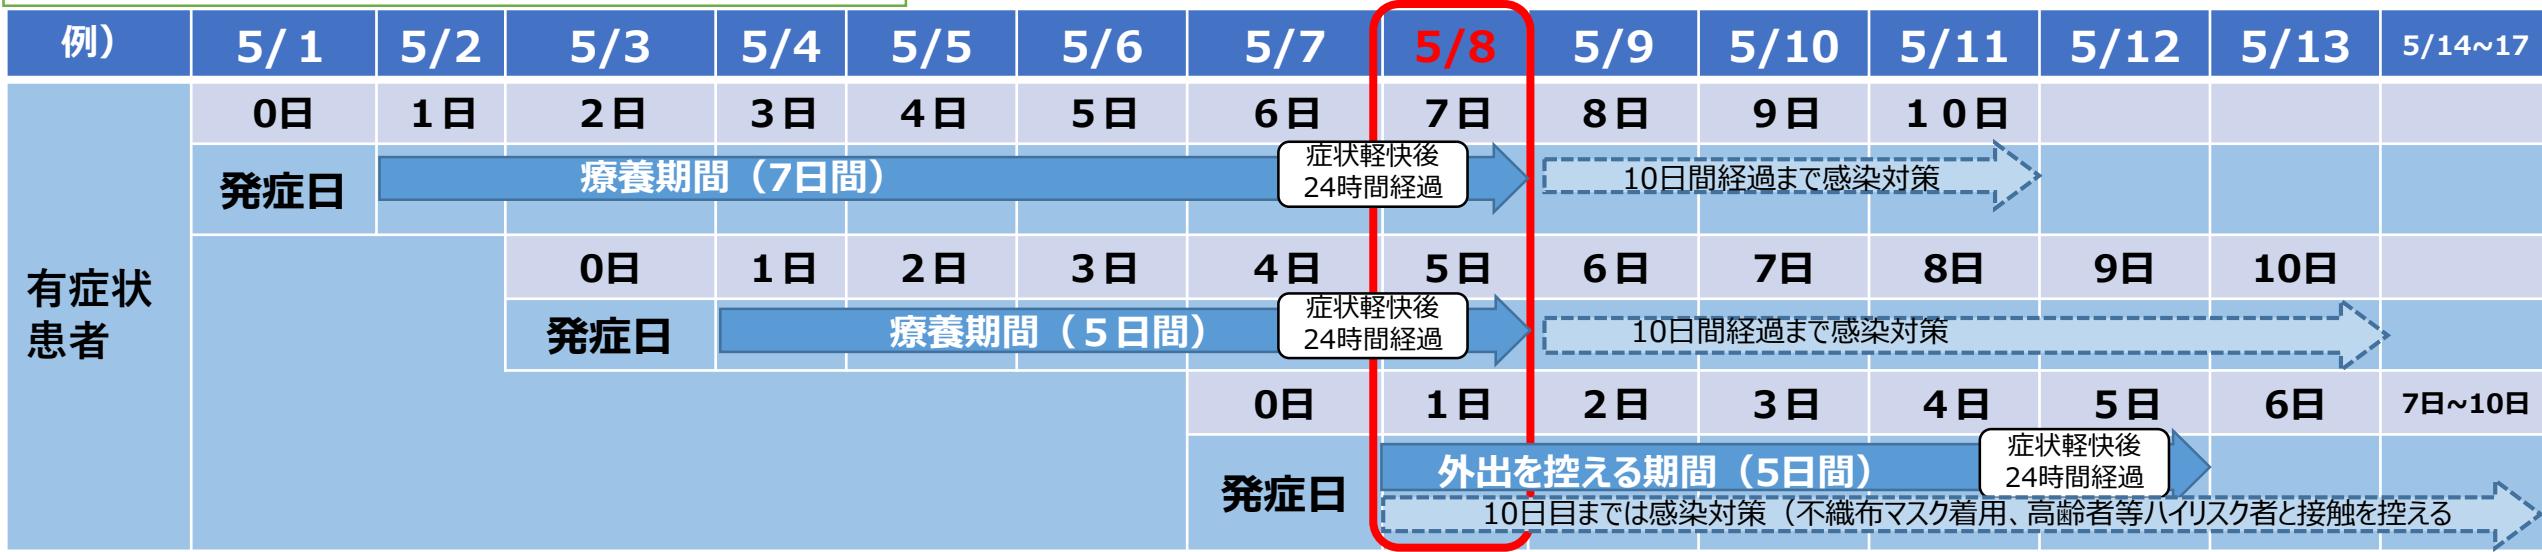 例） 5/１ 5/2 5/3 5/4 5/5 5/6 5/7 5/8 5/9 5/10 5/11 5/12 5/13 5/14~17
有症状
患者
0日 １日 2日 ３日 ４日 5日 ６日 ７日 8日 9日 １０日
発症日 療養期間（7日間）
症状軽快後
24時間経過
10日間経過まで感染対策
0日 １日 2日 ３日 ４日 ５日 ６日 7日 8日 9日 10日
発症日 療養期間（５日間）
症状軽快後
24時間経過
10日間経過まで感染対策
0日 １日 2日 ３日 ４日 ５日 6日 7日~10日
発症日 外出を控える期間（5日間）
症状軽快後
24時間経過
10日目までは感染対策（不織布マスク着用、高齢者等ハイリスク者と接触を控える